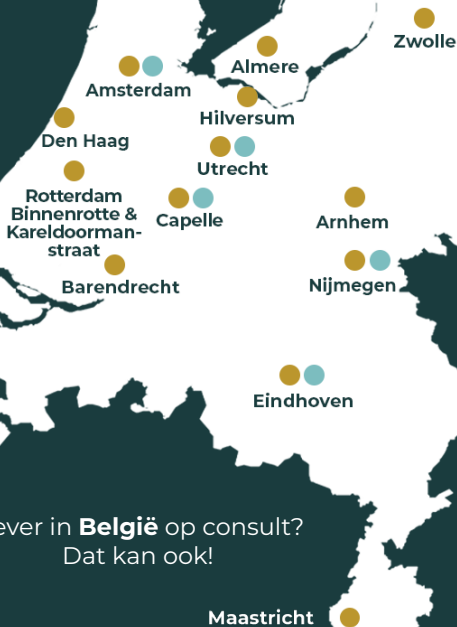 Zwolle
Almere
Amsterdam
Hilversum
Den Haag
Utrecht
Rotterdam
Binnenrotte &
Kareldoorman-
straat
Capelle
Arnhem
Barendrecht
Nijmegen
Eindhoven
ever in België op consult?
Dat kan ook!
Maastricht